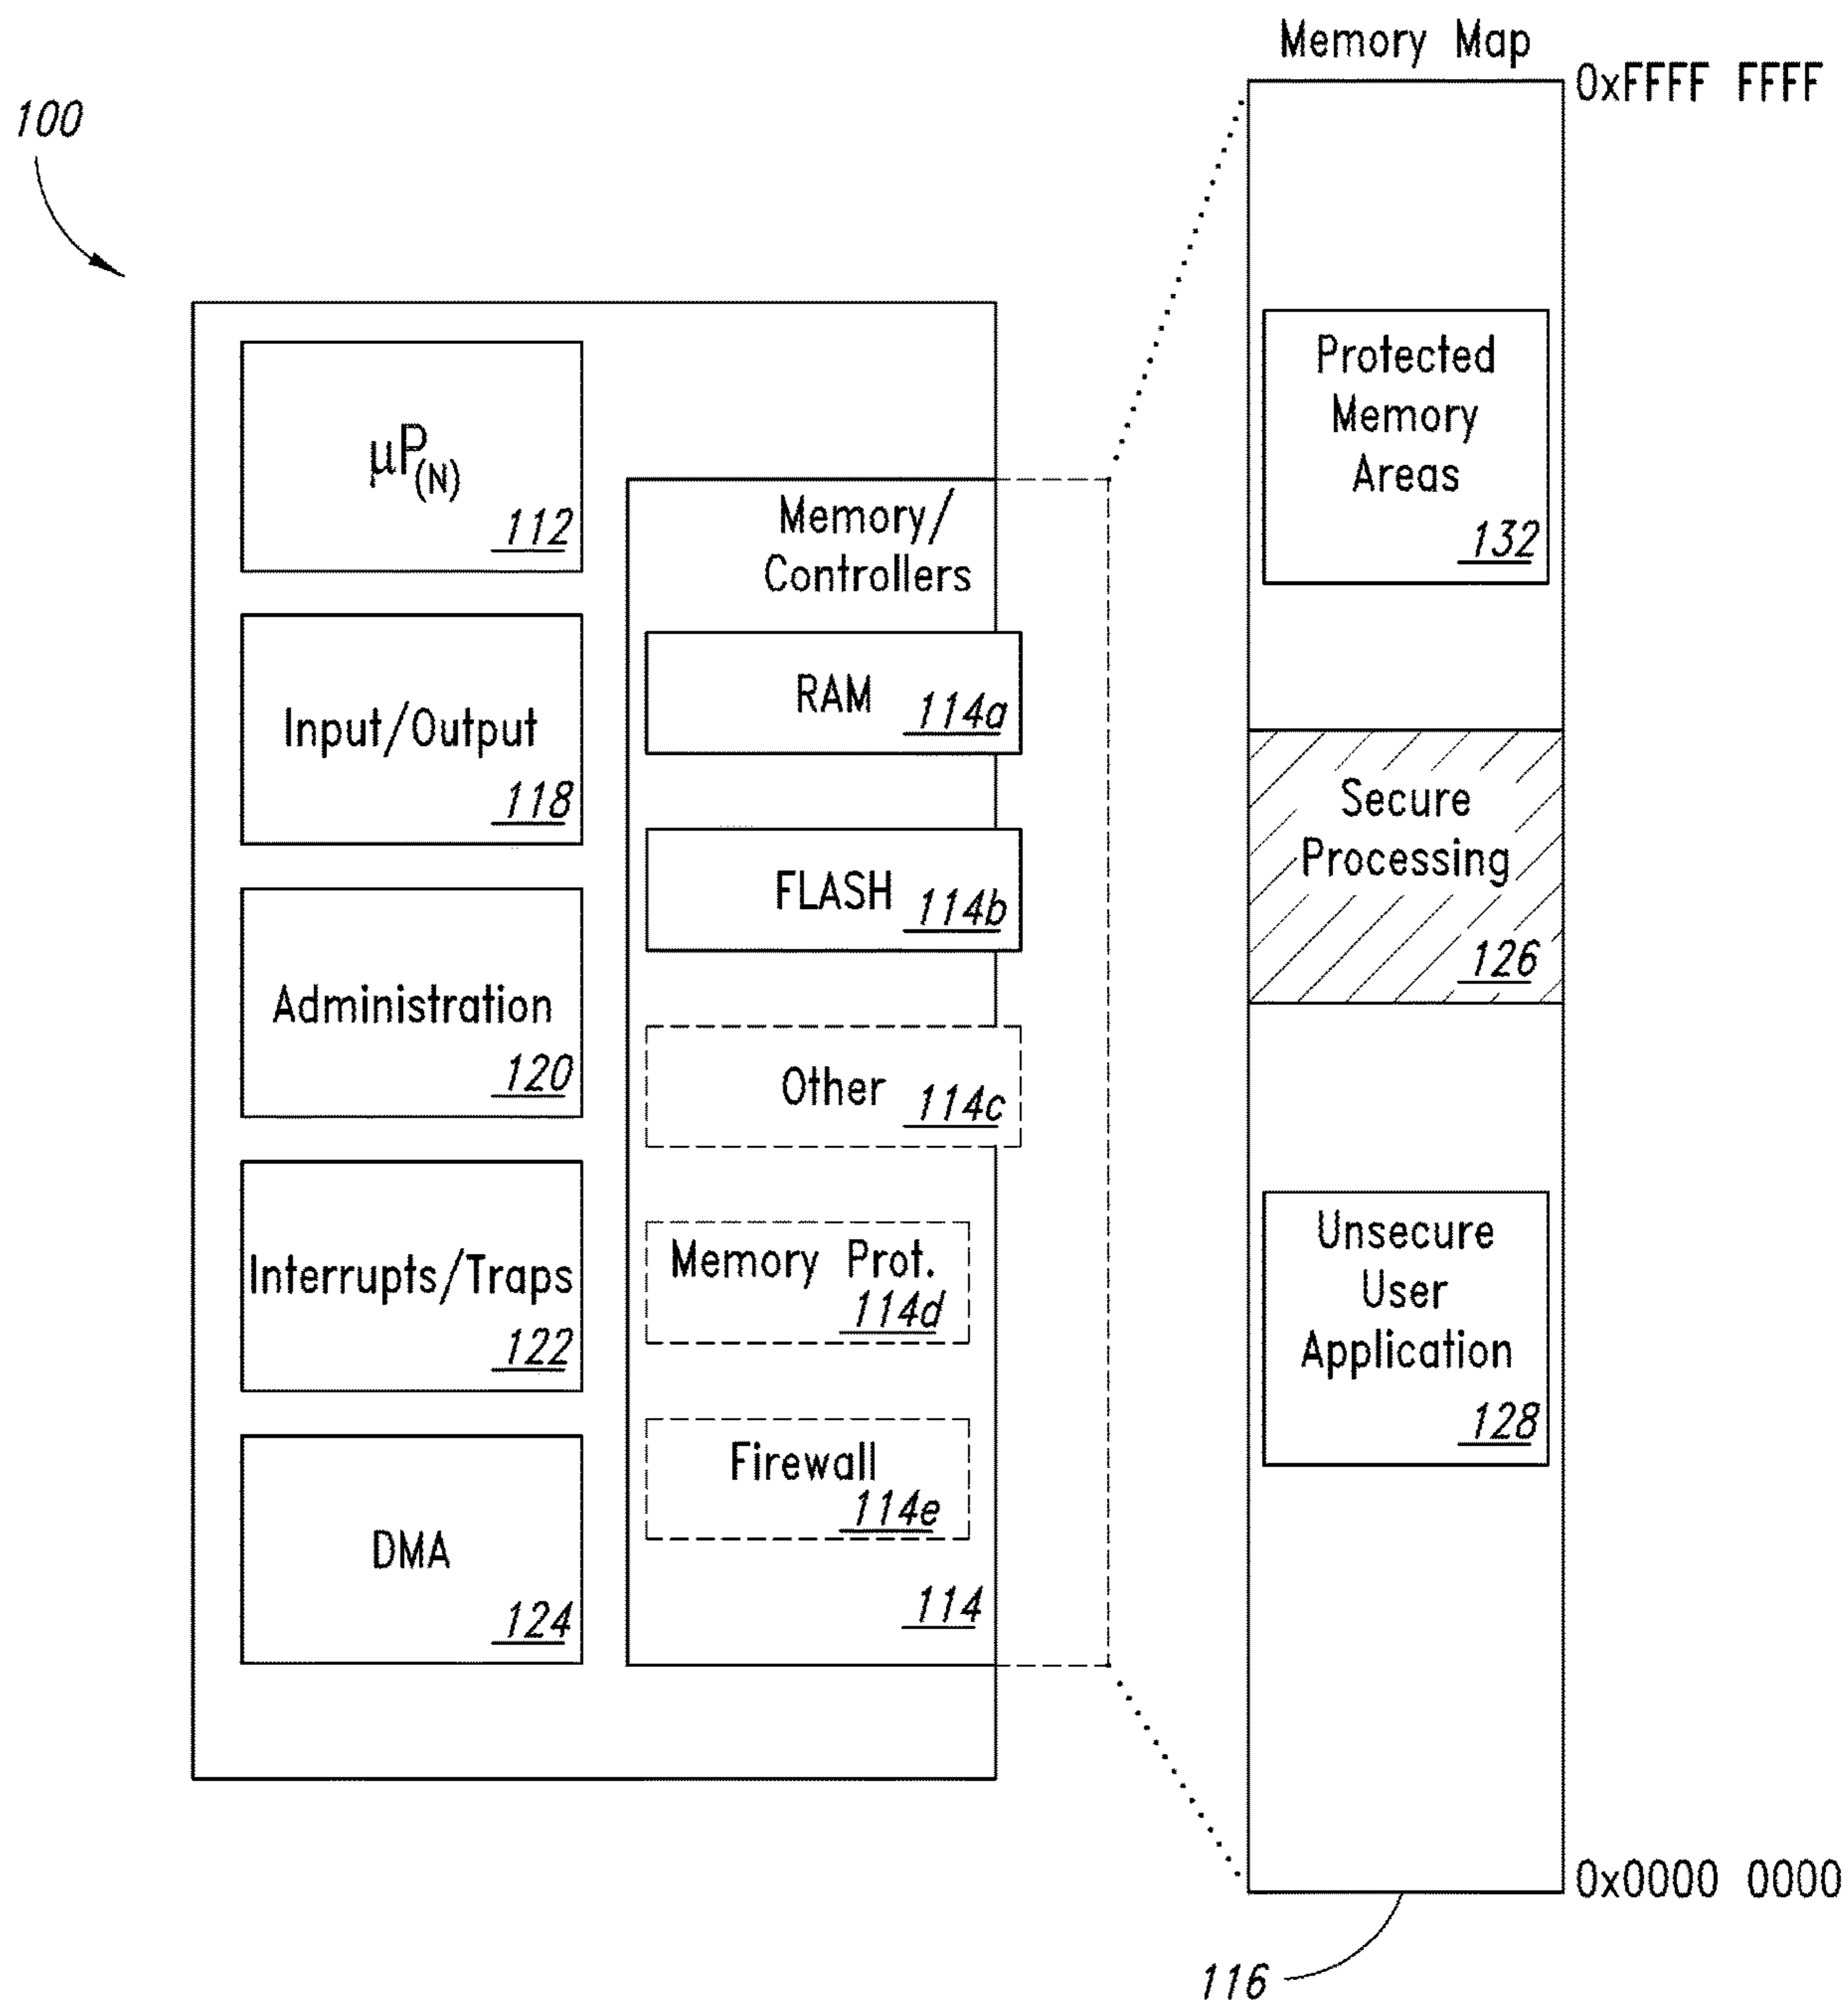 Memory Map
0xFFFF FFFF
100
µP(N)
112
Input/Output
118
Administration
120
Interrupts/Traps
122
DMA
124
Memory/
Controllers
RAM
114a
FLASH
114b
Other
114c
Memory Prot.
114d
Firewall
114e
114
Protected
Memory
Areas
132
Secure
Processing
126
Unsecure
User
Application
128
0x0000 0000
116